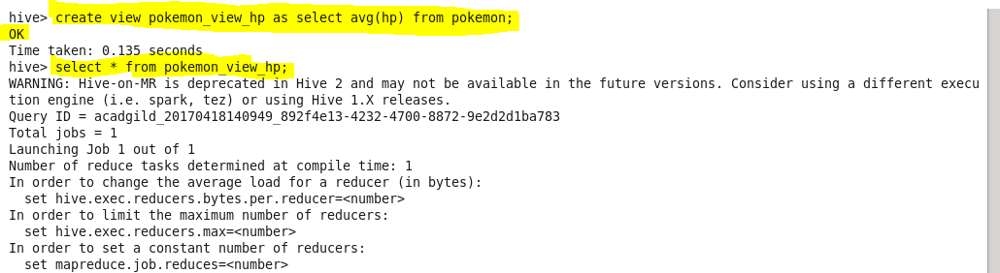 hive> create view pokemon_view_hp as select avg(hp) from pokemon;
OK
Time taken: 0.135 seconds
hive> select * from pokemon_view_hp;
WARNING: Hive-on-MR is deprecated in Hive 2 and may not be available in the future versions. Consider using a different execu
tion engine (i.e. spark, tez) or using Hive 1.X releases.
Query ID = acadgild_20170418140949_892f4e13-4232-4700-8872-9e2d2d1ba783
Total jobs = 1
Launching Job 1 out of 1
Number of reduce tasks determined at compile time: 1
In order to change the average load for a reducer (in bytes):
  set hive.exec.reducers.bytes.per.reducer=<number>
In order to limit the maximum number of reducers:
  set hive.exec.reducers.max=<number>
In order to set a constant number of reducers:
  set mapreduce.job.reduces=<number>